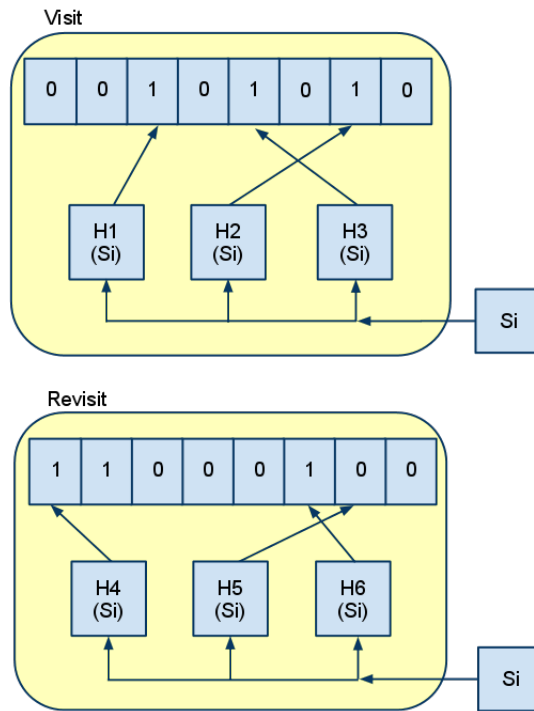 Visit
0 0 1 0 1 0 1 0
H1 H2 H3
(Si) (Si) (Si)
Si
Revisit
1 1 0 0 0 1 0 0
H4 H5 H6
(Si) (Si) (Si)
Si